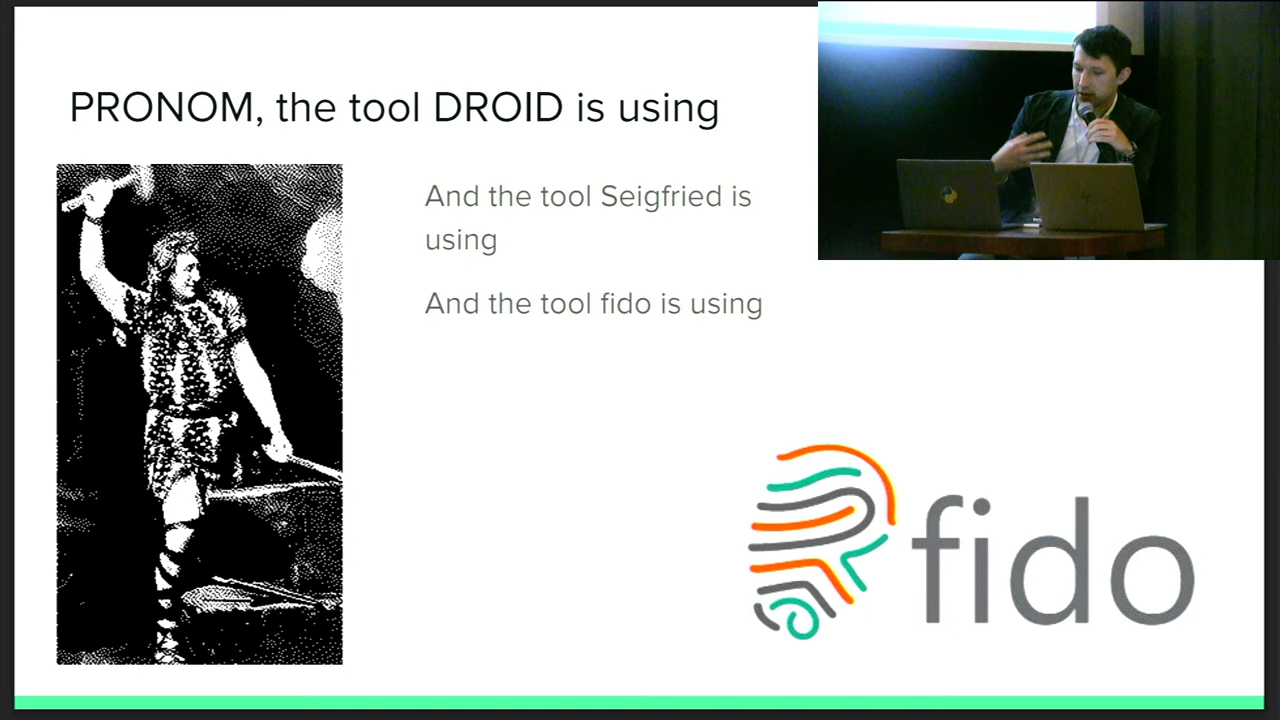 PRONOM, the tool DROID is using
And the tool Seigfried is
using
And the tool fido is using
fido